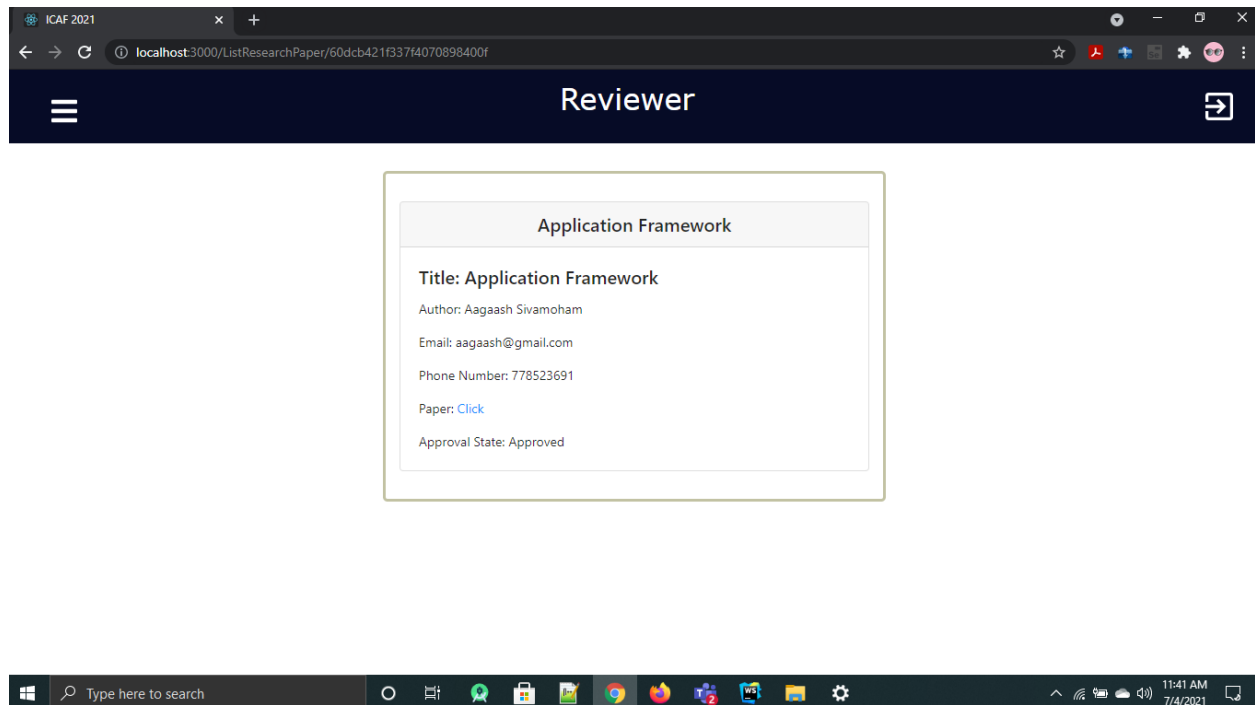 ICAF 2021
localhost:3000/ListResearchPaper/60dcb421f337f4070898400f
Reviewer
Application Framework
Title: Application Framework
Author: Aagaash Sivamoham
Email: aagaash@gmail.com
Phone Number: 778523691
Paper: Click
Approval State: Approved
Type here to search
11:41 AM
7/4/2021